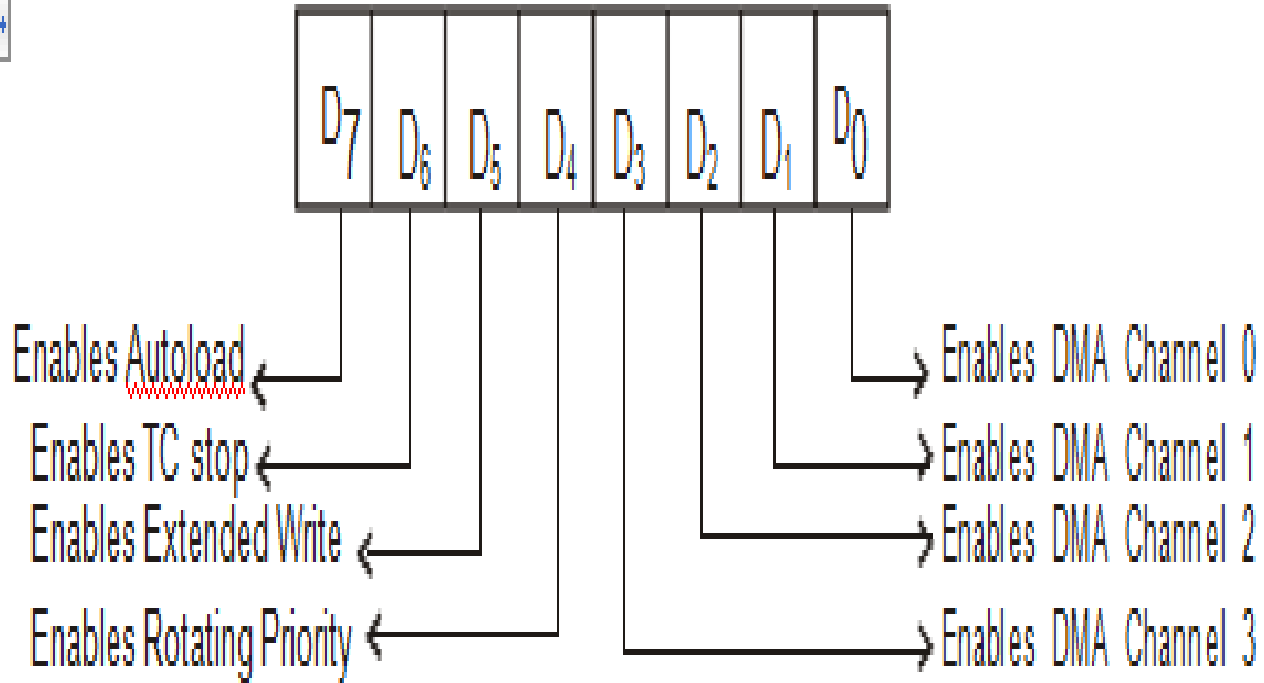 D7 D6 D5 D4 D3 D2 D1 D0
Enables Autoload
Enables TC stop
Enables Extended Write
Enables Rotating Priority
Enables DMA Channel 0
Enables DMA Channel 1
Enables DMA Channel 2
Enables DMA Channel 3